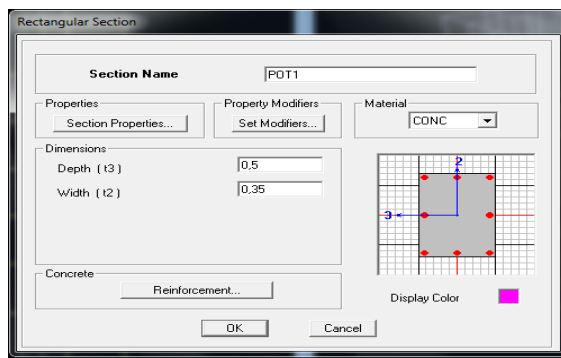 Rectangular Section
Section Name POT1
Properties
Section Properties...
Property Modifiers
Set Modifiers...
Material
CONC
Dimensions
Depth ( t3 ) 0,5
Width ( t2 ) 0,35
2
3
Concrete
Reinforcement...
Display Color
OK Cancel